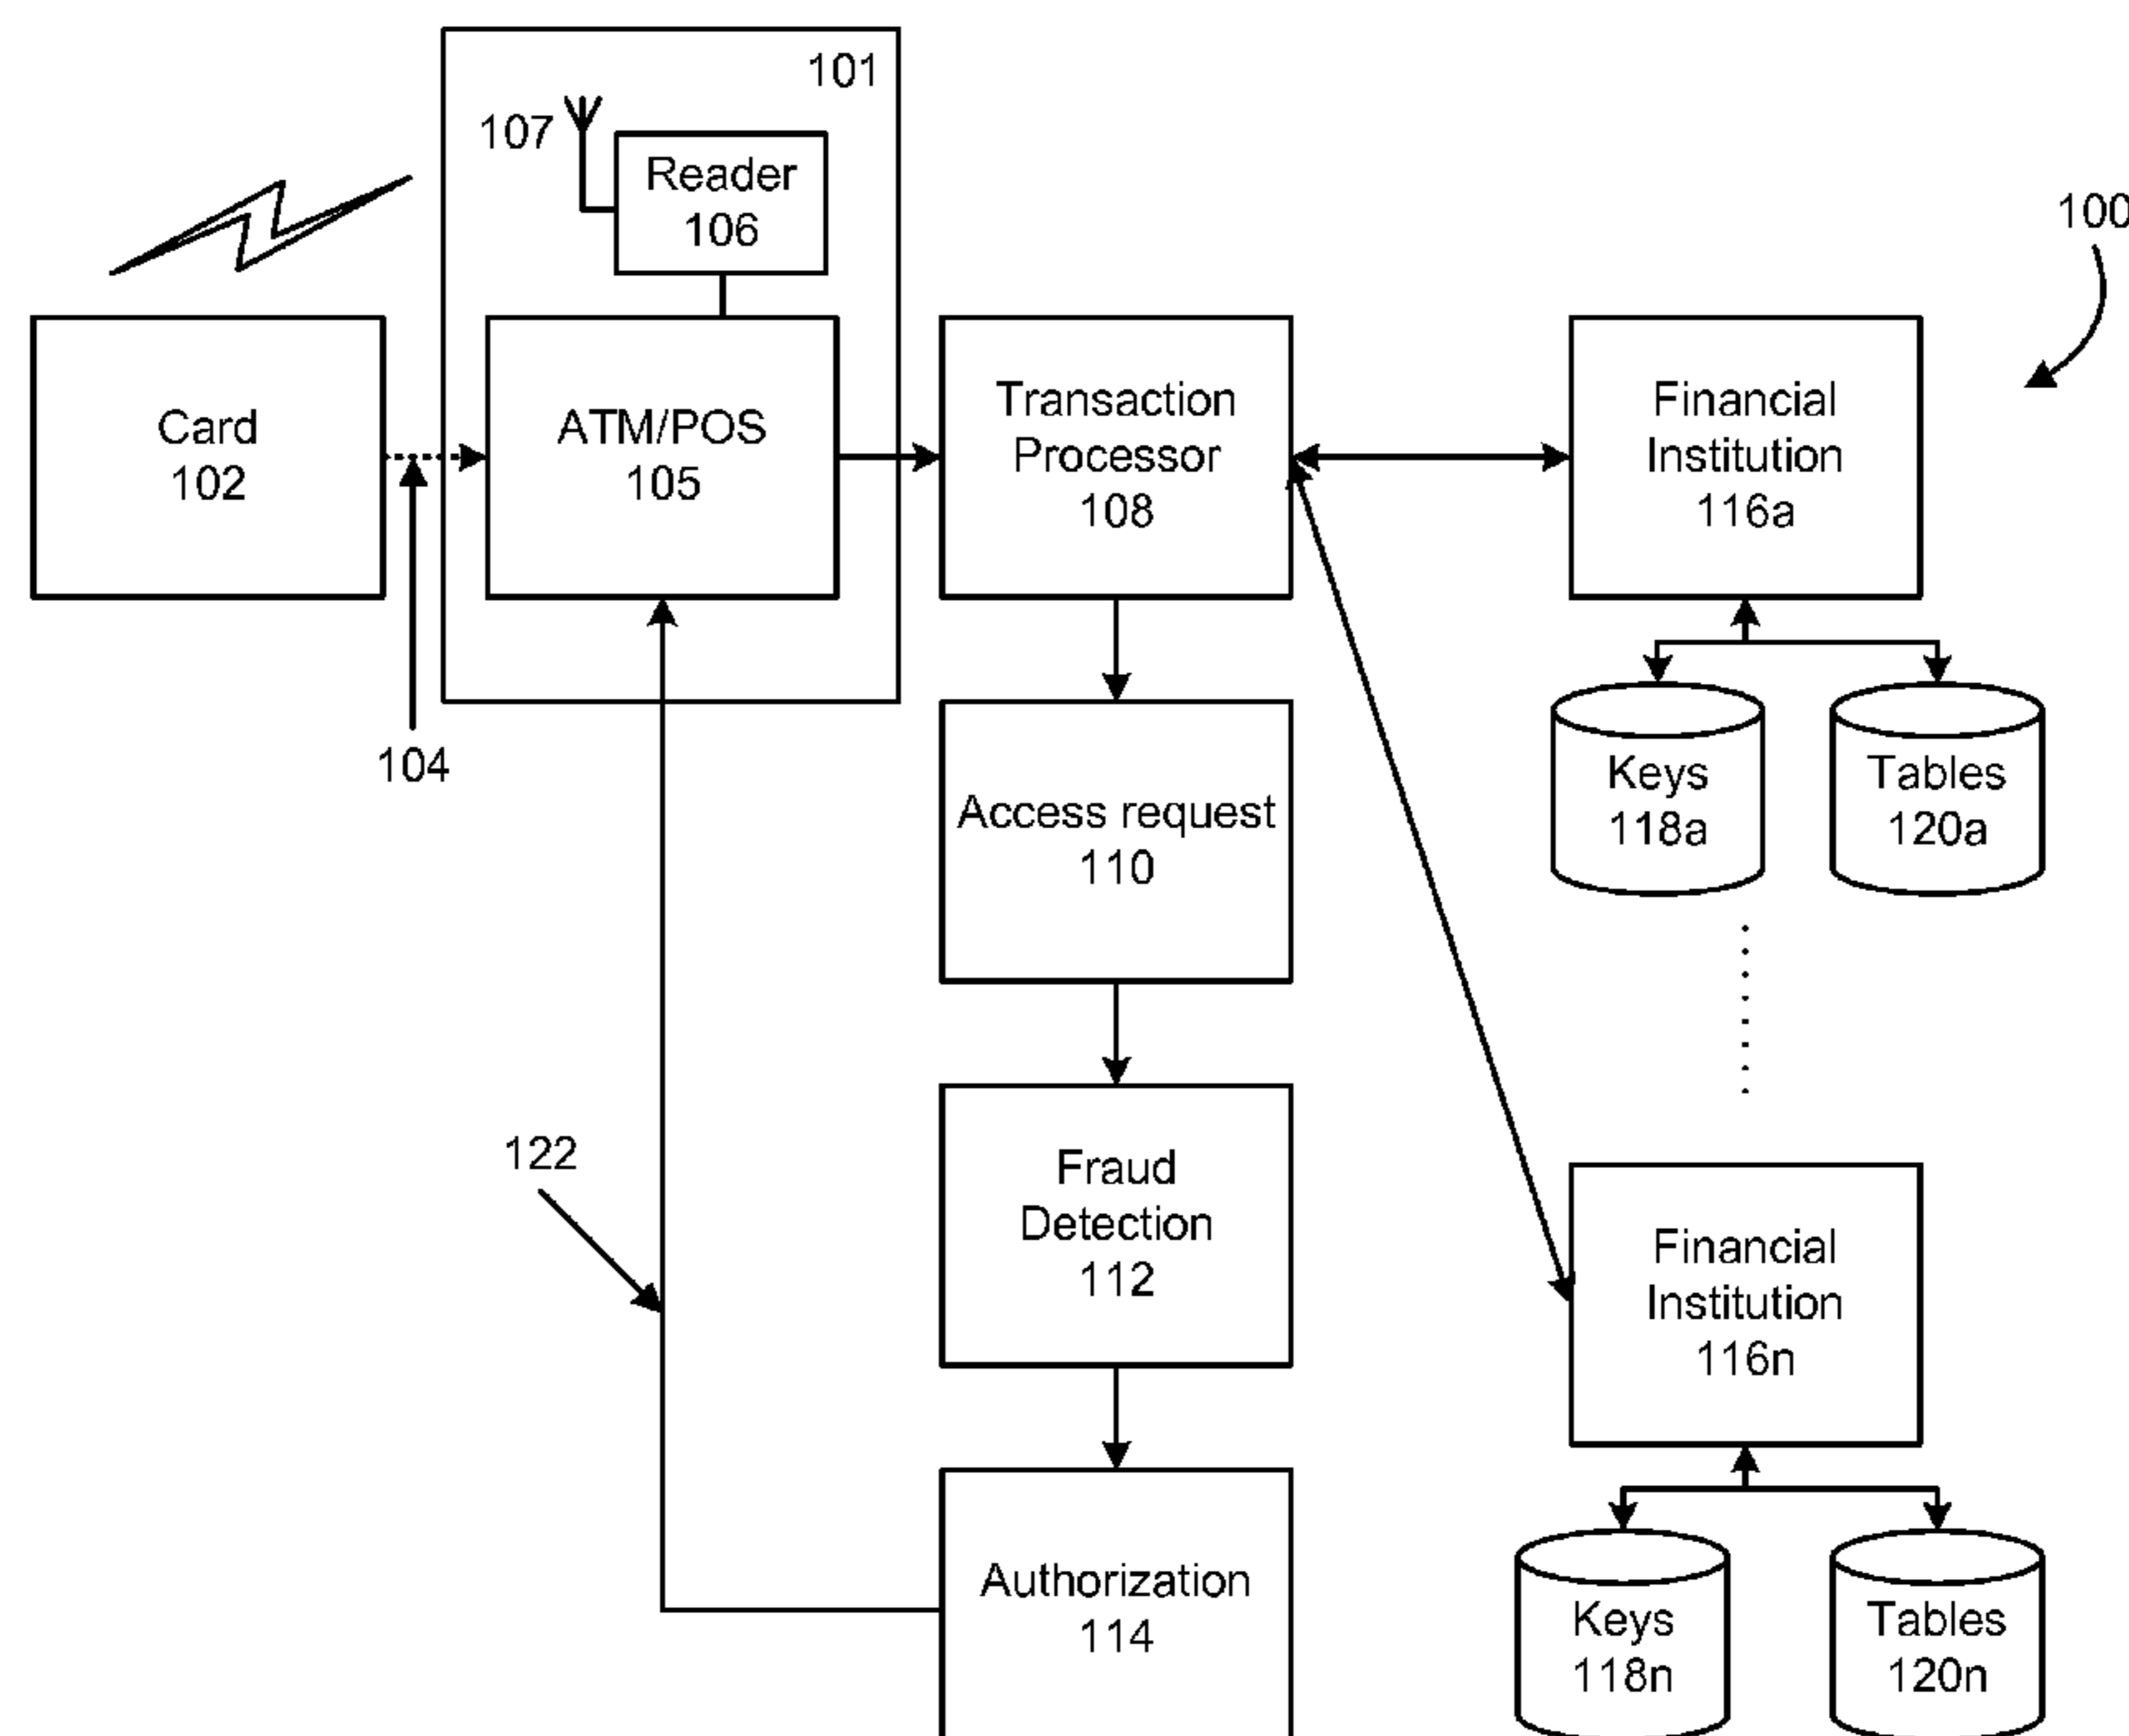 101
107
Reader
106
100
Card
102
ATM/POS
105
Transaction
Processor
108
Financial
Institution
116a
104
Access request
110
Keys
118a
Tables
120a
122
Fraud
Detection
112
Financial
Institution
116n
Authorization
114
Keys
118n
Tables
120n